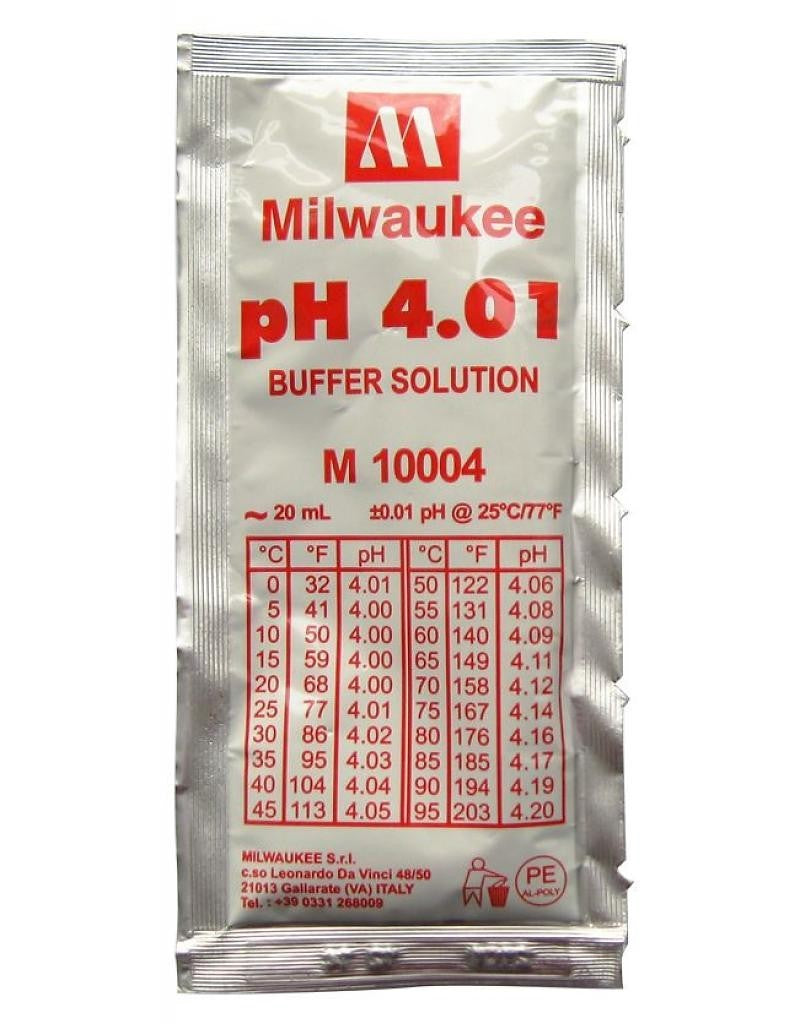 M
Milwaukee
pH 4.01
BUFFER SOLUTION
M 10004
~ 20 mL ±0.01 pH @ 25°C/77°F
°C °F pH °C °F pH
0 32 4.01 50 122 4.06
5 41 4.00 55 131 4.08
10 50 4.00 60 140 4.09
15 59 4.00 65 149 4.11
20 68 4.00 70 158 4.12
25 77 4.01 75 167 4.14
30 86 4.02 80 176 4.16
35 95 4.03 85 185 4.17
40 104 4.04 90 194 4.19
45 113 4.05 95 203 4.20
MILWAUKEE S.r.l.
c.so Leonardo Da Vinci 48/50
21013 Gallarate (VA) ITALY
Tel. : +39 0331 268009
PE
AL-POLY